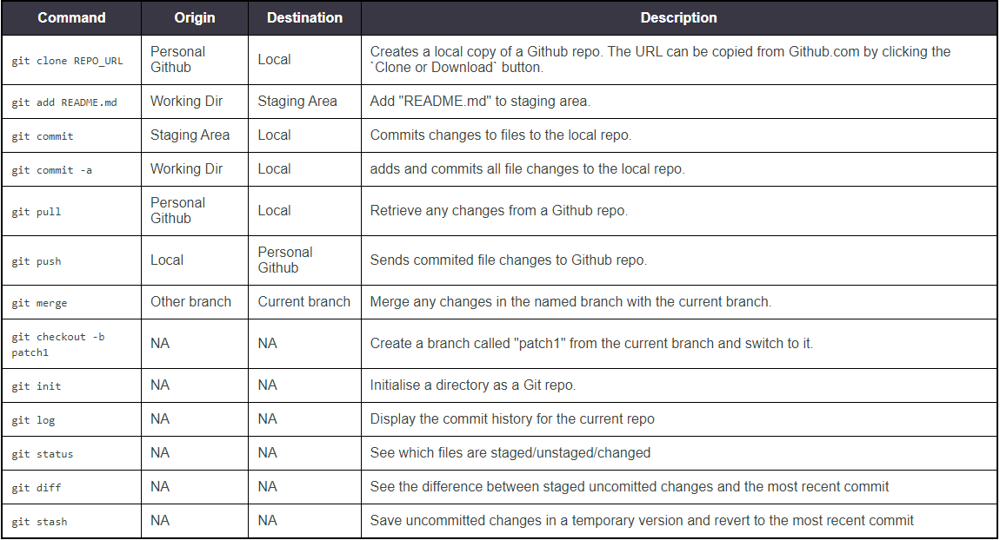 Command Origin Destination Description
git clone REPO_URL Personal Github Local Creates a local copy of a Github repo. The URL can be copied from Github.com by clicking the
`Clone or Download` button.
git add README.md Working Dir Staging Area Add "README.md" to staging area.
git commit Staging Area Local Commits changes to files to the local repo.
git commit -a Working Dir Local adds and commits all file changes to the local repo.
git pull Personal Github Local Retrieve any changes from a Github repo.
git push Local Personal Github Sends commited file changes to Github repo.
git merge Other branch Current branch Merge any changes in the named branch with the current branch.
git checkout -b patch1 NA NA Create a branch called "patch1" from the current branch and switch to it.
git init NA NA Initialise a directory as a Git repo.
git log NA NA Display the commit history for the current repo
git status NA NA See which files are staged/unstaged/changed
git diff NA NA See the difference between staged uncomitted changes and the most recent commit
git stash NA NA Save uncommitted changes in a temporary version and revert to the most recent commit